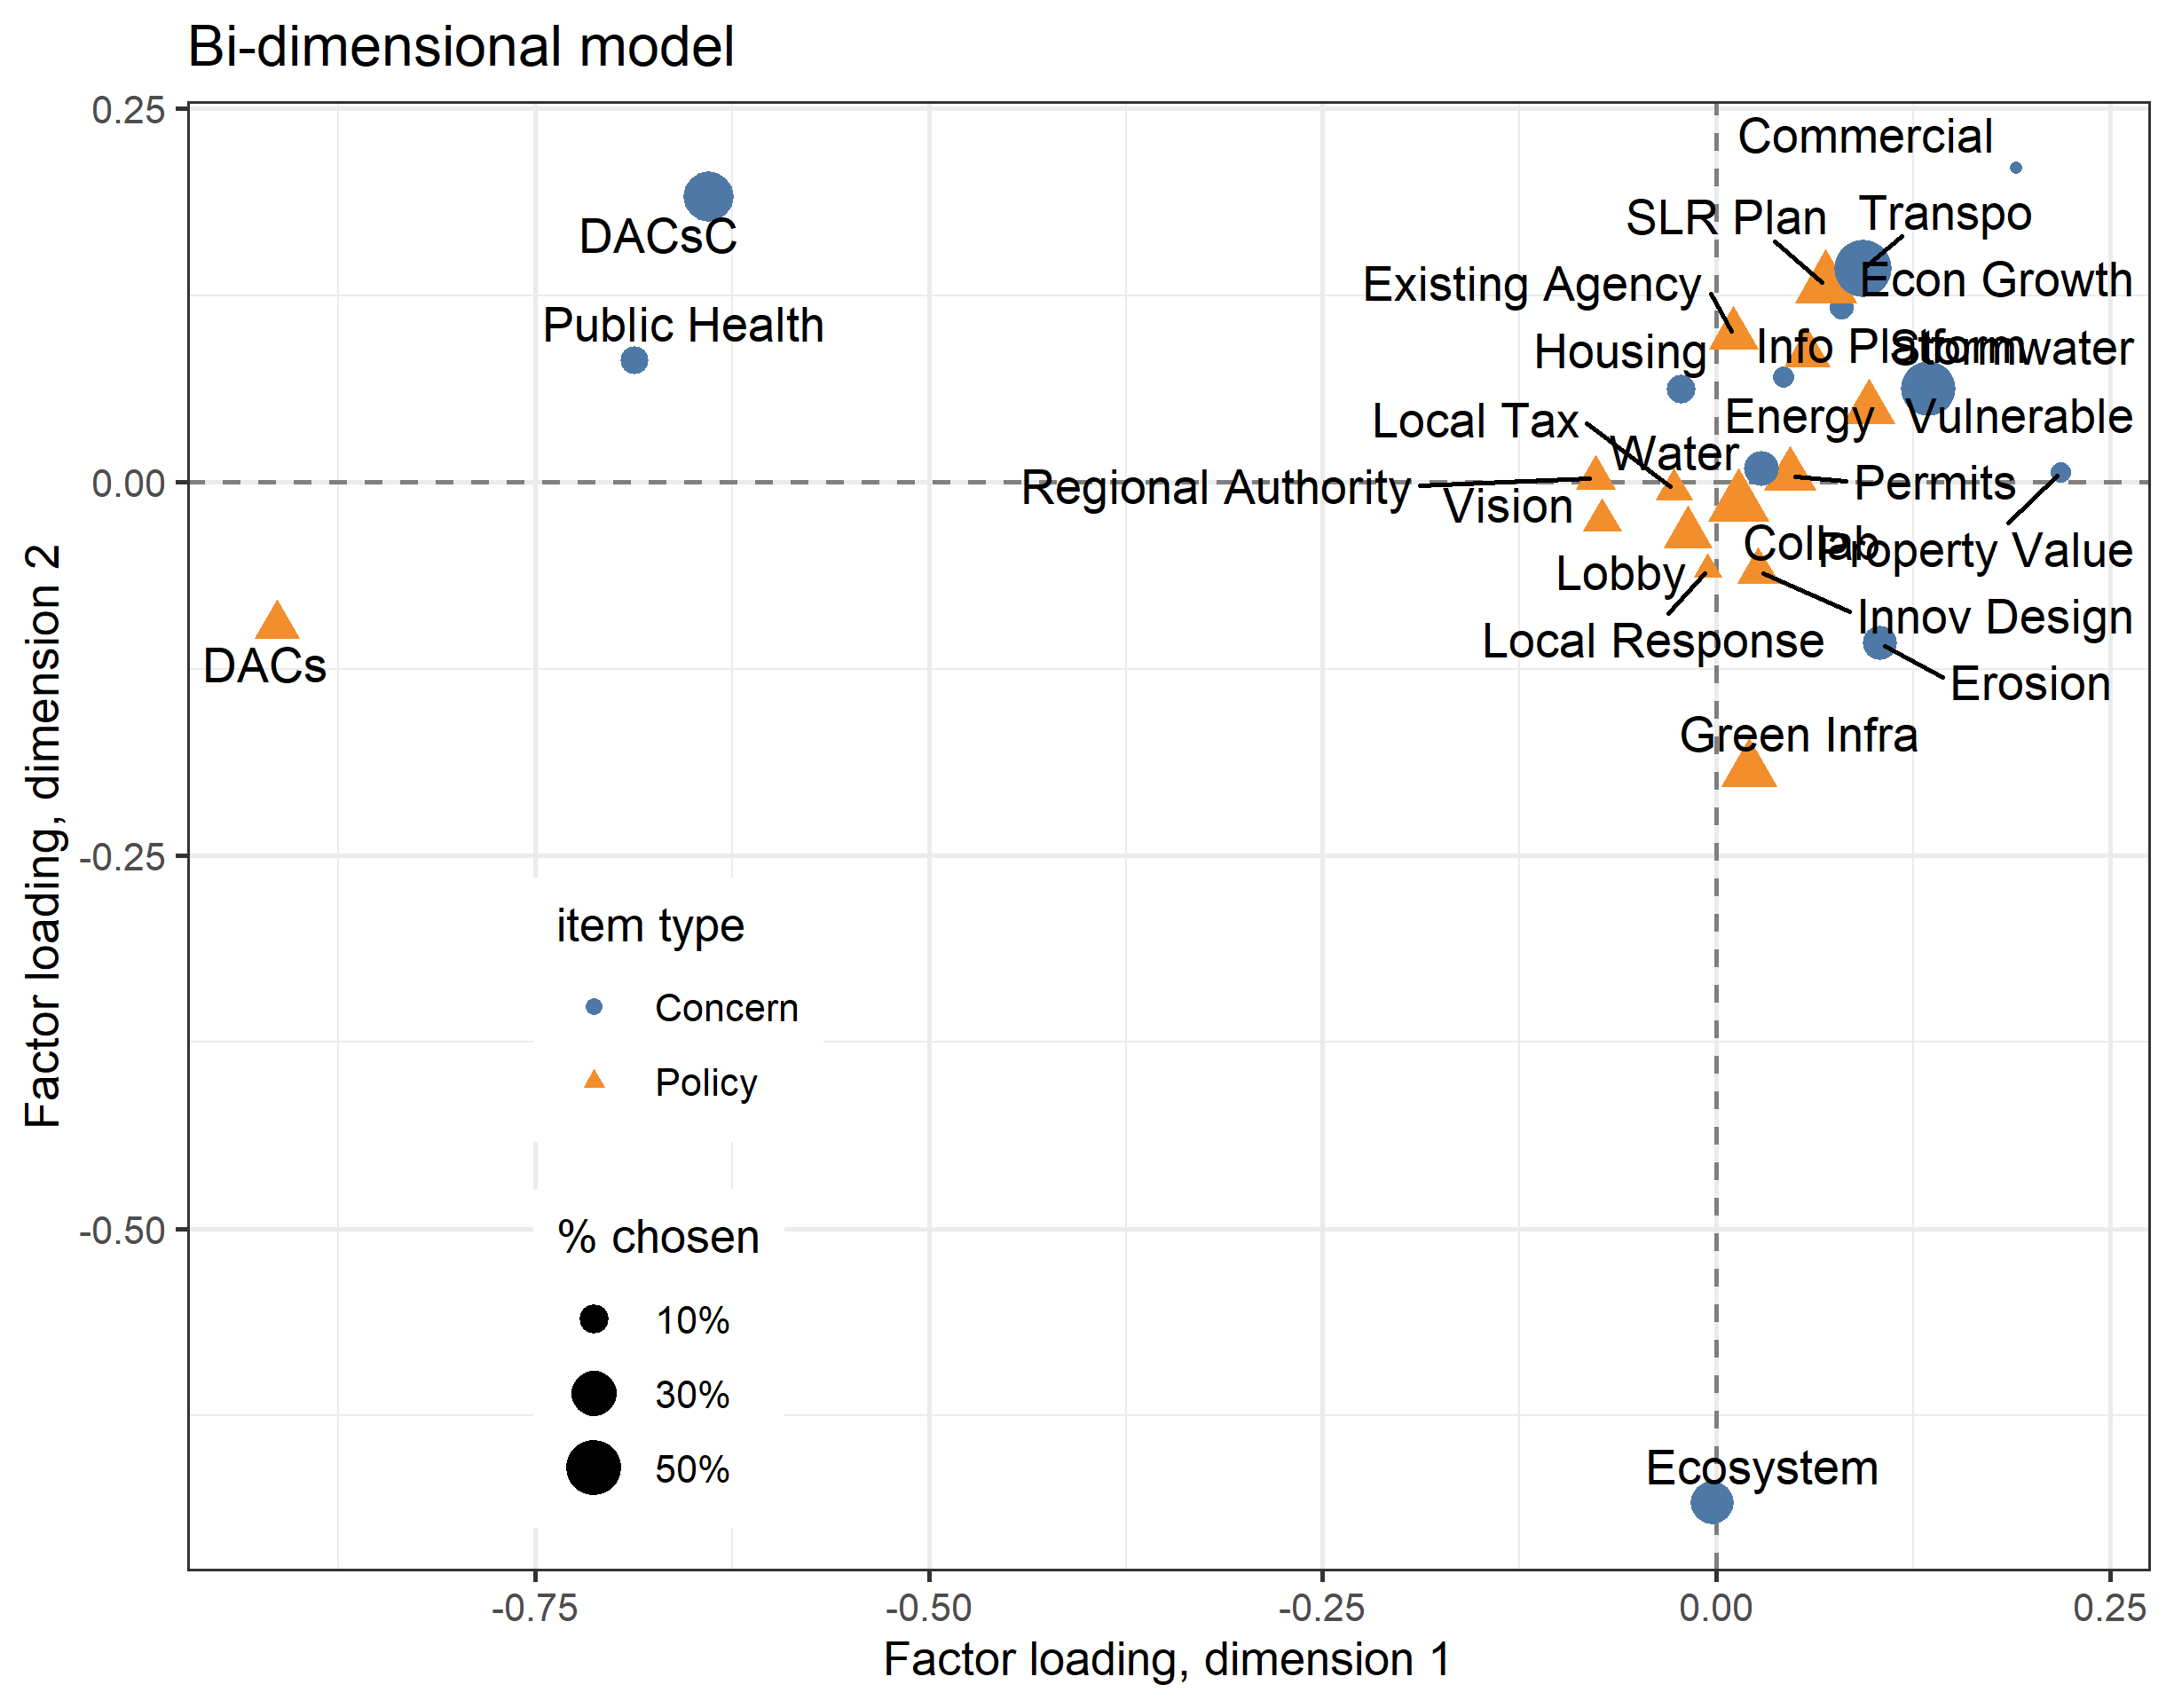 Bi-dimensional model
0.25
0.00
-0.25
-0.50
Factor loading, dimension 2
Commercial
SLR Plan
Transpo
DACsC
Existing Agency
Econ Growth
Public Health
Housing
Info Platform
Stormwater
Local Tax
Energy
Vulnerable
Water
Regional Authority
Vision
Permits
Collab
Property Value
Lobby
Innov Design
Local Response
DACs
Erosion
Green Infra
item type
Concern
Policy
% chosen
10%
30%
50%
Ecosystem
-0.75
-0.50
-0.25
0.00
0.25
Factor loading, dimension 1